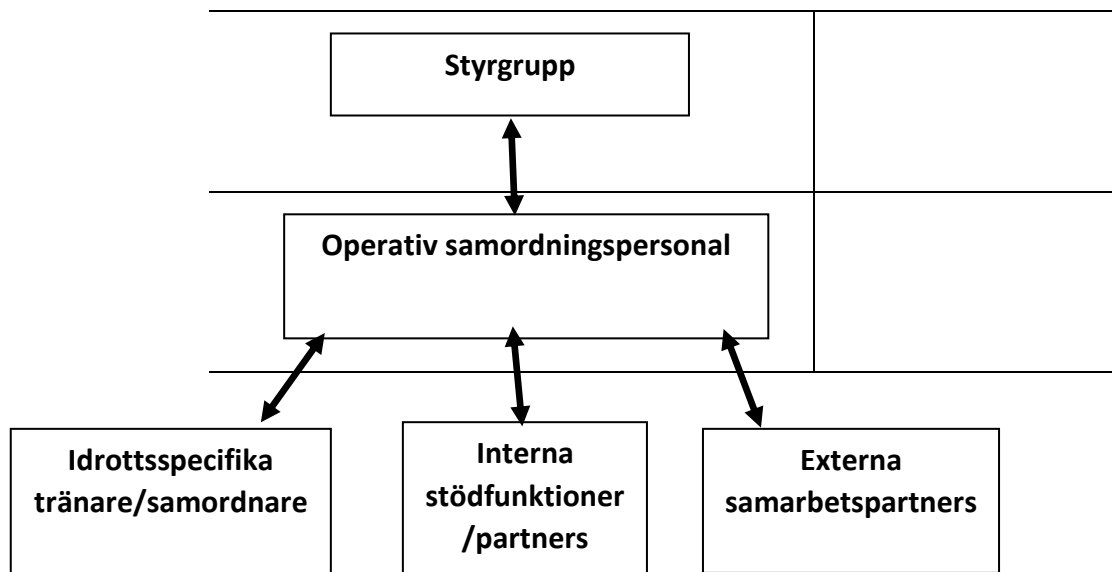 Styrgrupp
Operativ samordningspersonal
Idrottsspecifika
tränare/samordnare
Interna
stödfunktioner
/partners
Externa
samarbetspartners